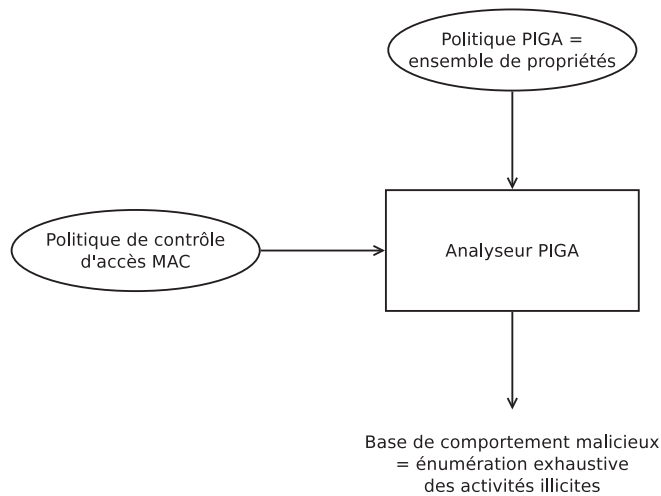 Politique PIGA =
ensemble de propriétés
Politique de contrôle
d'accès MAC
Analyseur PIGA
Base de comportement malicieux
= énumération exhaustive
des activités illicites